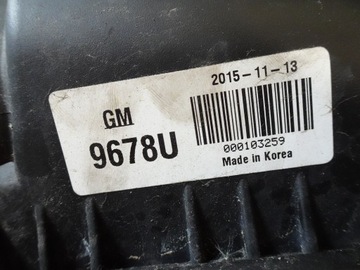 2015-11-13
GM
9678U
000103259
Made in Korea